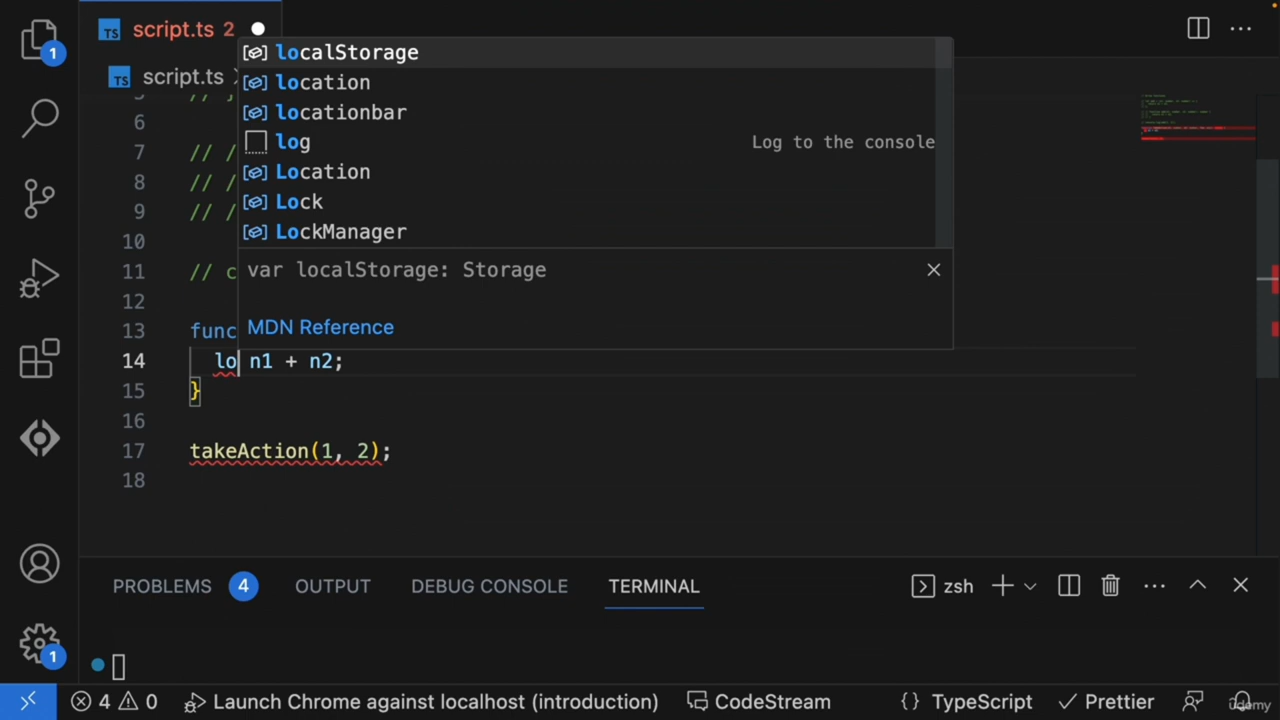 script.ts 2
localStorage
script.ts
location
locationbar
6
log Log to the console
7 // /
Location
8 // /
Lock
9 // /
LockManager
10
11 // c
var localStorage: Storage
12
MDN Reference
13 func
14 lo n1 + n2;
15 }
16
17 takeAction(1, 2);
18
PROBLEMS 4 OUTPUT DEBUG CONSOLE TERMINAL zsh
4 0 Launch Chrome against localhost (introduction) CodeStream {} TypeScript Prettier
1
1
udemy